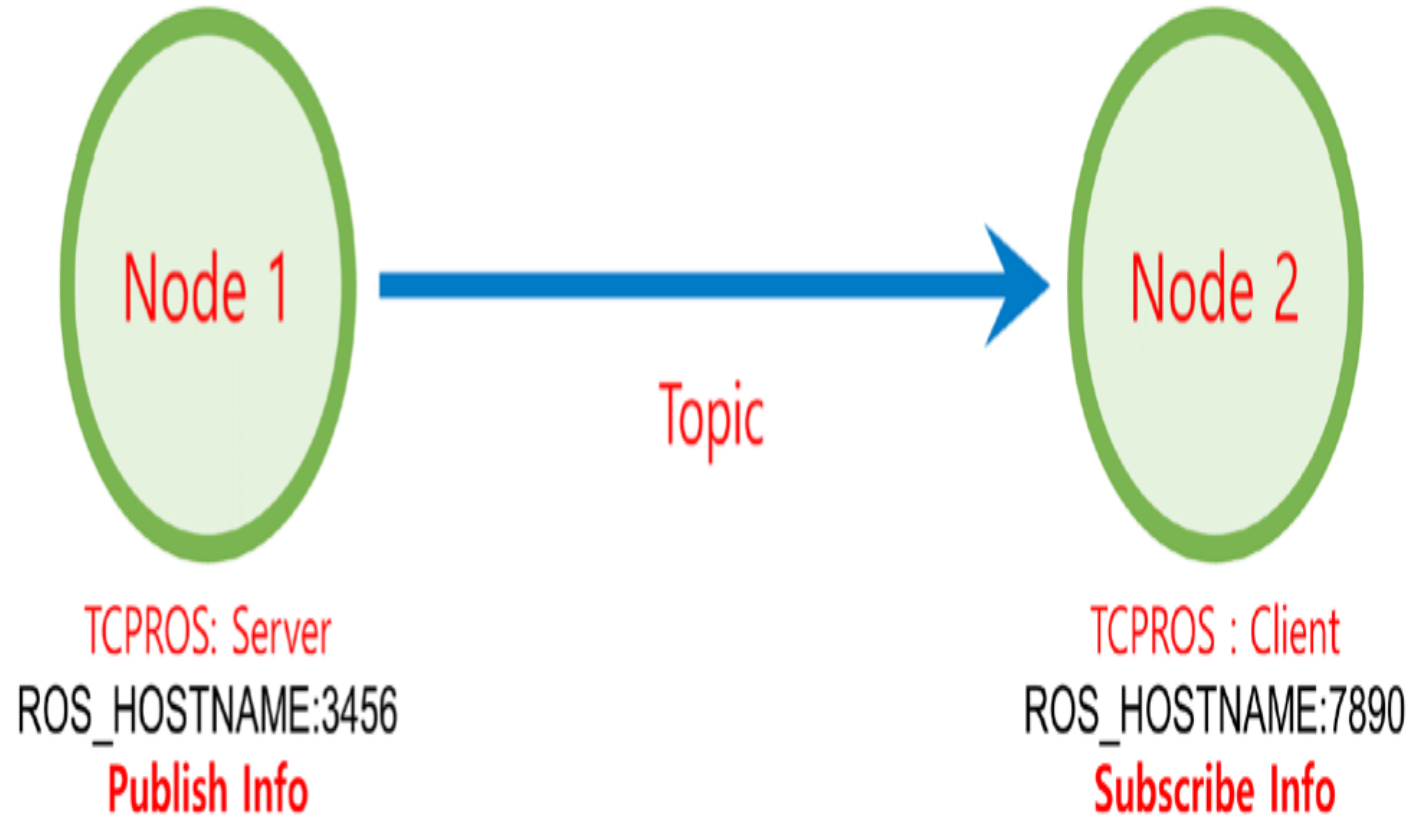 Node 1
Node 2
Topic
TCPROS: Server
ROS_HOSTNAME:3456
Publish Info
TCPROS : Client
ROS_HOSTNAME:7890
Subscribe Info